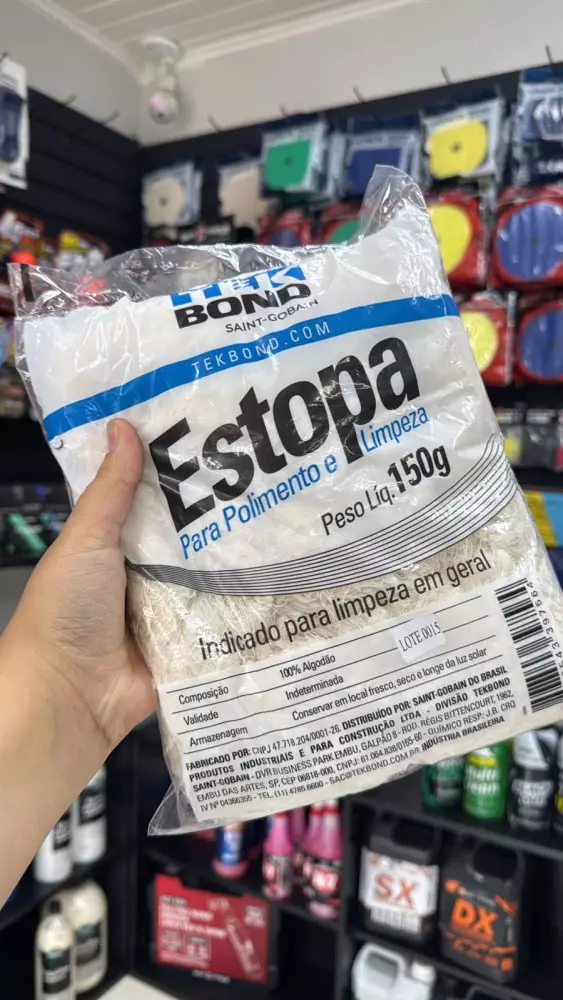 TEK
BOND
SAINT-GOBAIN
TEKBOND.COM
Estopa
Para Polimento e Limpeza
Peso Líq. 150g
Indicado para limpeza em geral
LOTE 0015
Composição 100% Algodão
Validade Indeterminada
Armazenagem Conservar em local fresco, seco e longe da luz solar
FABRICADO POR: CNPJ 47.718.204/0001-26. DISTRIBUÍDO POR: SAINT-GOBAIN DO BRASIL
PRODUTOS INDUSTRIAIS E PARA CONSTRUÇÃO LTDA - DIVISÃO TEKBOND
SAINT-GOBAIN - DVR BUSINESS PARK EMBU, GALPÃO 8 - ROD. RÉGIS BITTENCOURT, 1962,
EMBU DAS ARTES, SP, CEP 06818-000, CNPJ: 61.064.838/0165-60 - QUÍMICO RESP: J.B. CRQ
IV Nº 04366355 - TEL (11) 4785.6600 - SAC@TEKBOND.COM.BR INDÚSTRIA BRASILEIRA
SX
DX